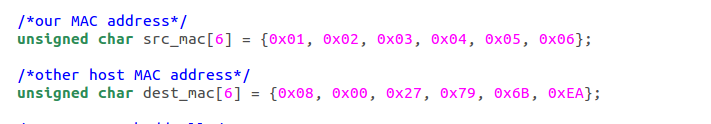 /*our MAC address*/
unsigned char src_mac[6] = {0x01, 0x02, 0x03, 0x04, 0x05, 0x06};
/*other host MAC address*/
unsigned char dest_mac[6] = {0x08, 0x00, 0x27, 0x79, 0x6B, 0xEA};